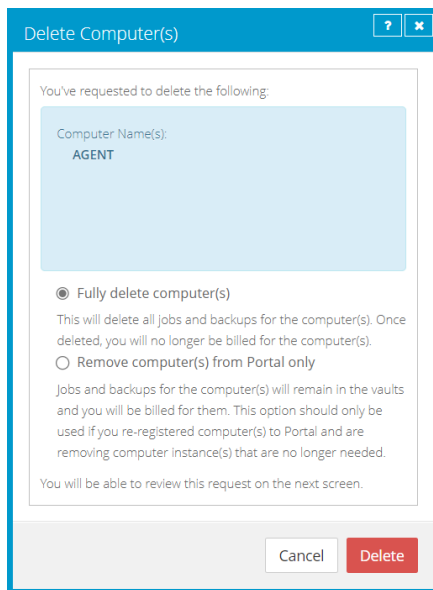 Delete Computer(s)
?
You've requested to delete the following:
Computer Name(s):
AGENT
Fully delete computer(s)
This will delete all jobs and backups for the computer(s). Once
deleted, you will no longer be billed for the computer(s).
Remove computer(s) from Portal only
Jobs and backups for the computer(s) will remain in the vaults
and you will be billed for them. This option should only be
used if you re-registered computer(s) to Portal and are
removing computer instance(s) that are no longer needed.
You will be able to review this request on the next screen.
Cancel
Delete